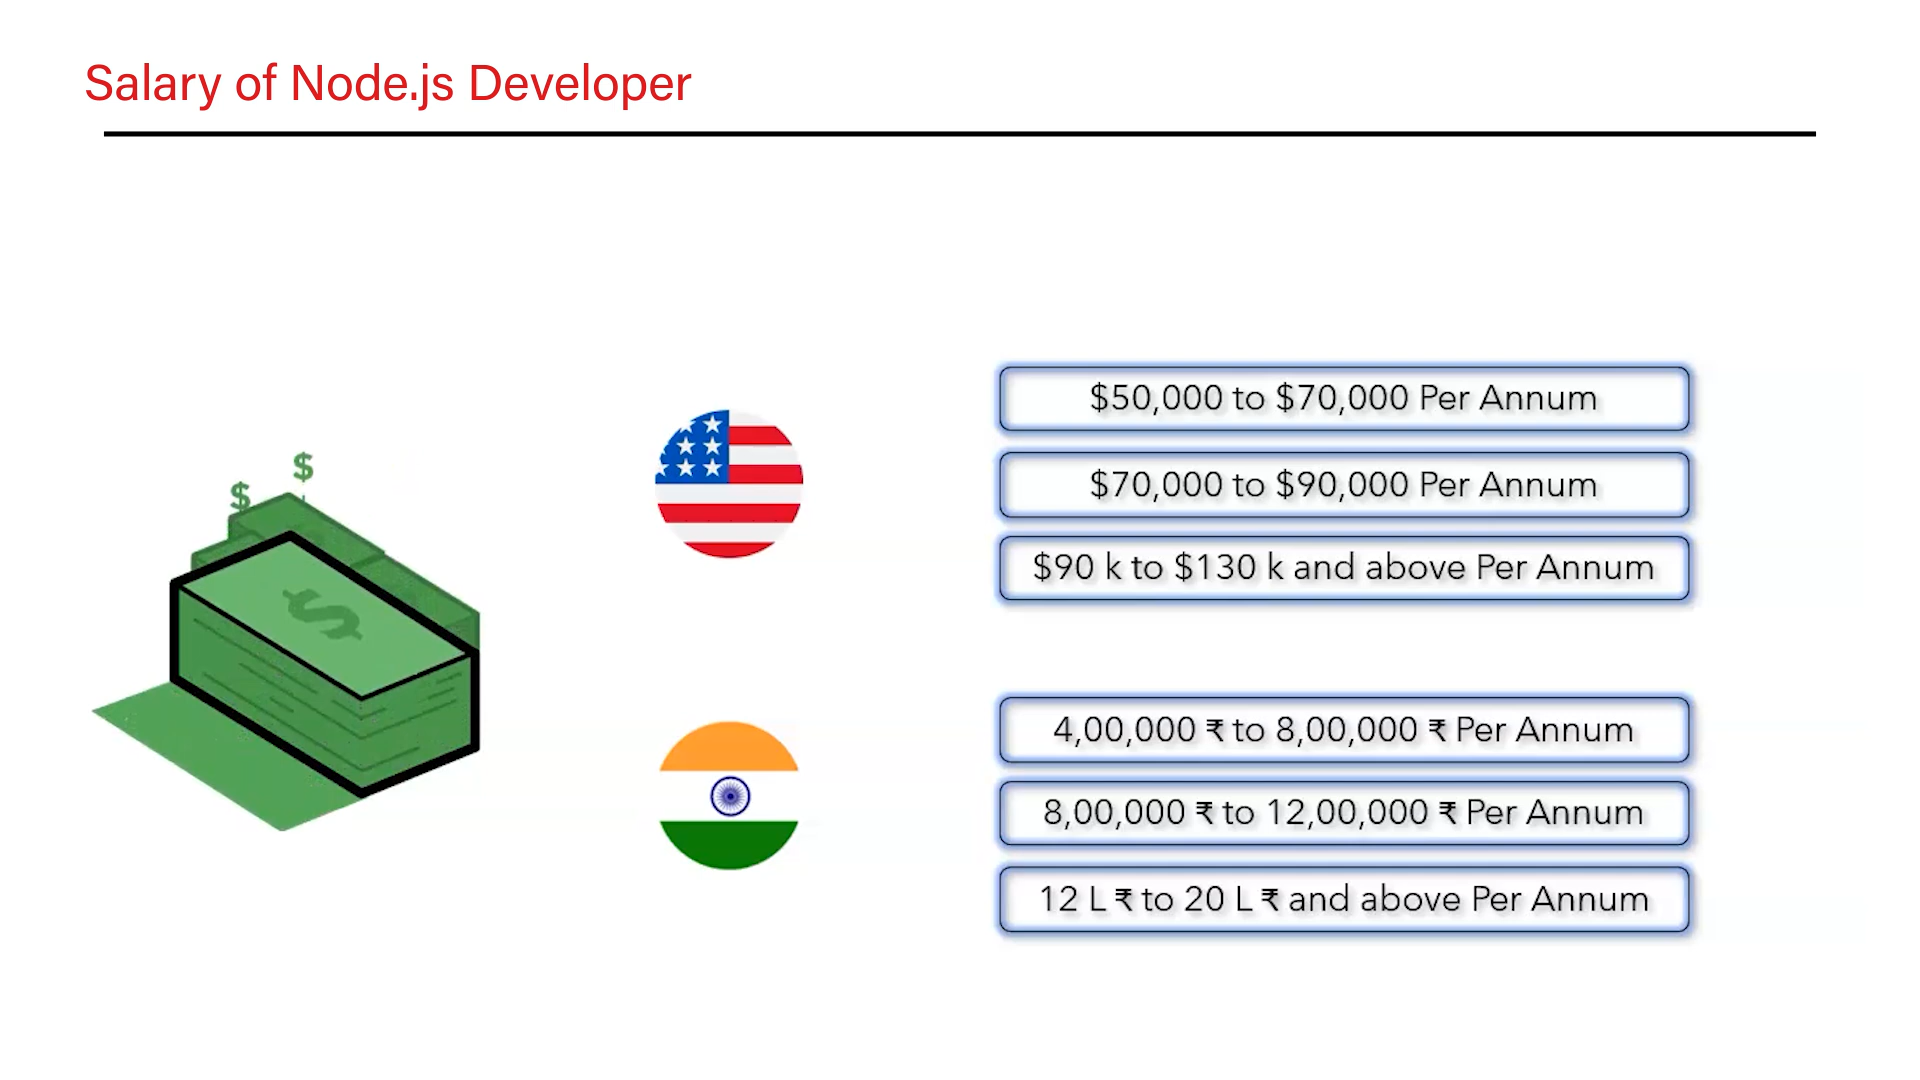 Salary of Node.js Developer
$50,000 to $70,000 Per Annum
$70,000 to $90,000 Per Annum
$90 k to $130 k and above Per Annum
4,00,000 ₹ to 8,00,000 ₹ Per Annum
8,00,000 ₹ to 12,00,000 ₹ Per Annum
12 L ₹ to 20 L ₹ and above Per Annum
$
$
$